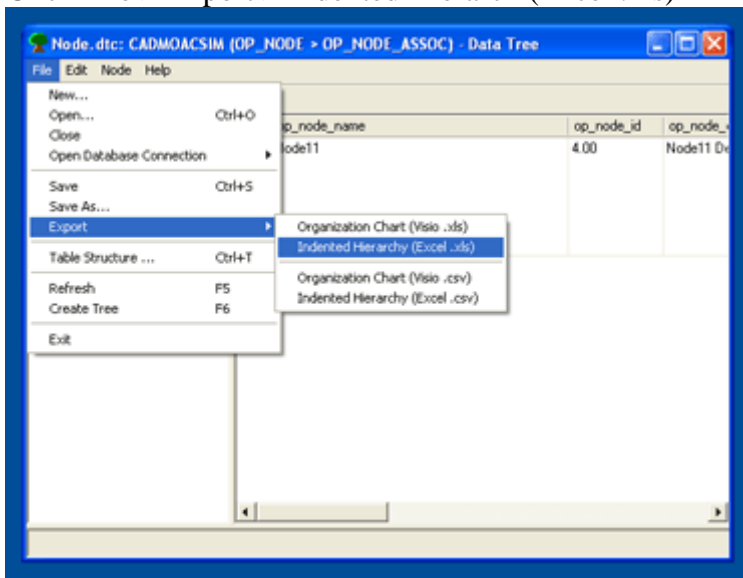 Node.dtc: CADMOACSIM (OP_NODE > OP_NODE_ASSOC) - Data Tree
File Edit Node Help
New...
Open... Ctrl+O
Close
Open Database Connection
Save Ctrl+S
Save As...
Export
Table Structure ... Ctrl+T
Refresh F5
Create Tree F6
Exit
Organization Chart (Visio .xls)
Indented Hierarchy (Excel .xls)
Organization Chart (Visio .csv)
Indented Hierarchy (Excel .csv)
op_node_name op_node_id op_node_
Node11 4.00 Node11 De